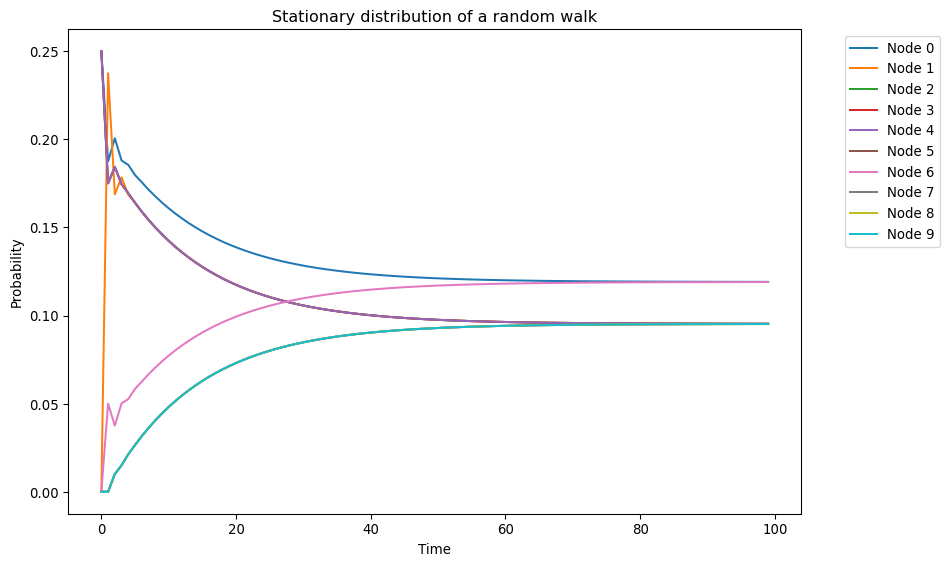 Stationary distribution of a random walk
Probability
0.25
0.20
0.15
0.10
0.05
0.00
0
20
40
60
80
100
Time
Node 0
Node 1
Node 2
Node 3
Node 4
Node 5
Node 6
Node 7
Node 8
Node 9